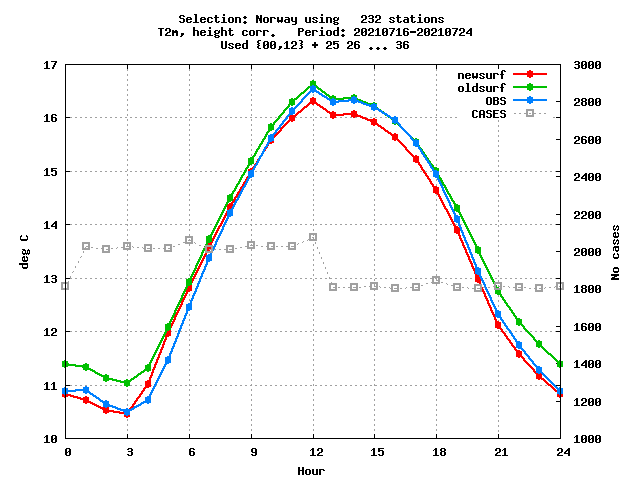 Selection: Norway using   232 stations
T2m, height corr.   Period: 20210716-20210724
Used {00,12} + 25 26 ... 36
17
16
15
14
13
12
11
10
3000
2800
2600
2400
2200
2000
1800
1600
1400
1200
1000
newsurf
oldsurf
OBS
CASES
deg C
No cases
0 3 6 9 12 15 18 21 24
Hour